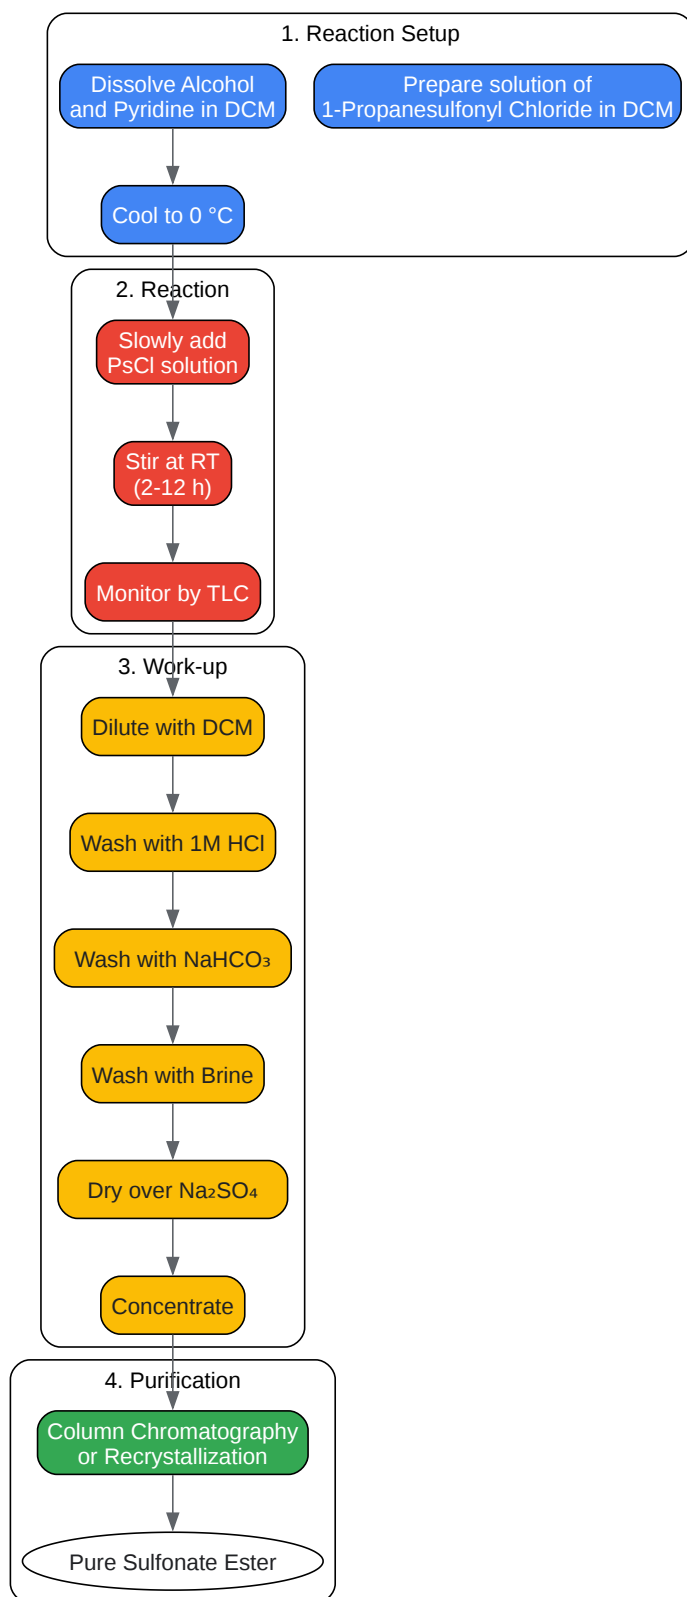 1. Reaction Setup
Dissolve Alcohol
and Pyridine in DCM
Prepare solution of
1-Propanesulfonyl Chloride in DCM
Cool to 0 °C
2. Reaction
Slowly add
PsCl solution
Stir at RT
(2-12 h)
Monitor by TLC
3. Work-up
Dilute with DCM
Wash with 1M HCl
Wash with NaHCO₃
Wash with Brine
Dry over Na₂SO₄
Concentrate
4. Purification
Column Chromatography
or Recrystallization
Pure Sulfonate Ester